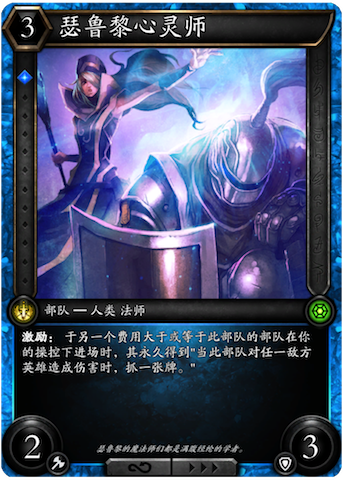 3
瑟鲁黎心灵师
部队 — 人类 法师
激励： 于另一个费用大于或等于此部队的部队在你
的操控下进场时，其永久得到"当此部队对任一敌方
英雄造成伤害时，抓一张牌。"
瑟鲁黎的魔法师们都是满腹经纶的学者。
2
3